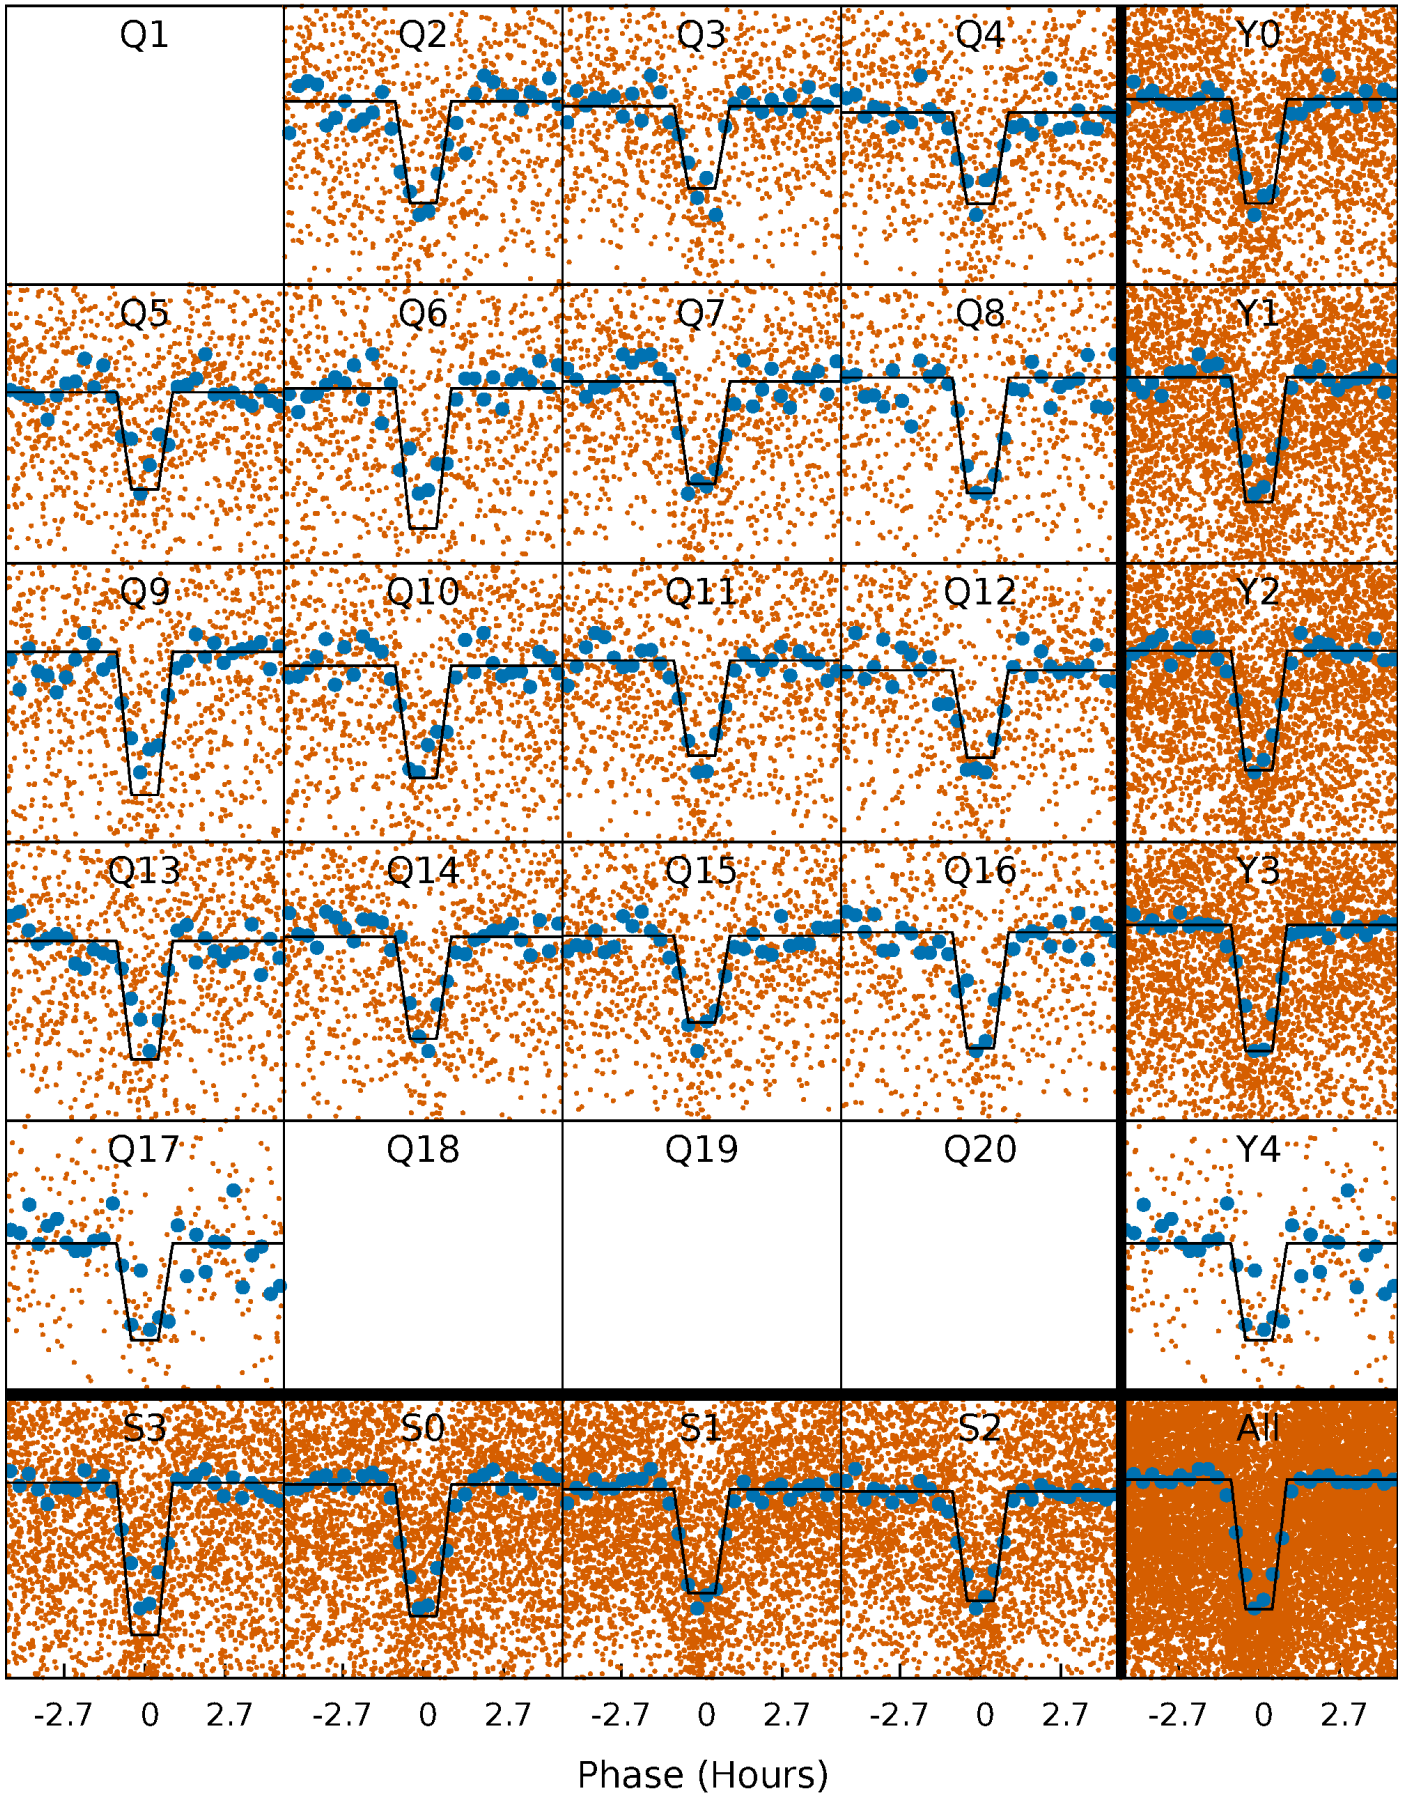 Q1 Q2 Q3 Q4 Y0
Q5 Q6 Q7 Q8 Y1
Q9 Q10 Q11 Q12 Y2
Q13 Q14 Q15 Q16 Y3
Q17 Q18 Q19 Q20 Y4
S3 S0 S1 S2 All
-2.7 0 2.7 -2.7 0 2.7 -2.7 0 2.7 -2.7 0 2.7 -2.7 0 2.7
Phase (Hours)